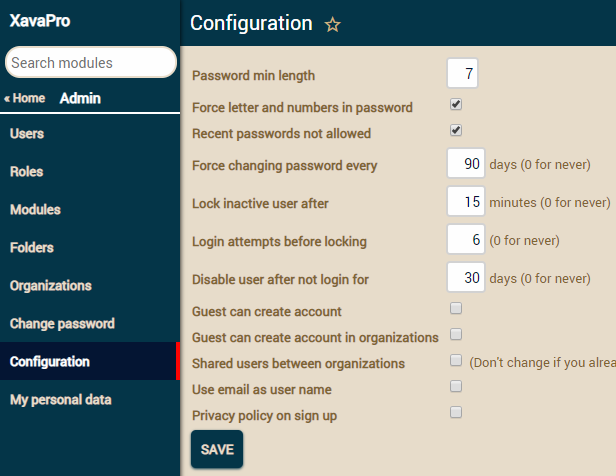 XavaPro
Configuration
Search modules
« Home Admin
Users
Roles
Modules
Folders
Organizations
Change password
Configuration
My personal data
Password min length 7
Force letter and numbers in password
Recent passwords not allowed
Force changing password every 90 days (0 for never)
Lock inactive user after 15 minutes (0 for never)
Login attempts before locking 6 (0 for never)
Disable user after not login for 30 days (0 for never)
Guest can create account
Guest can create account in organizations
Shared users between organizations (Don't change if you alrea
Use email as user name
Privacy policy on sign up
SAVE